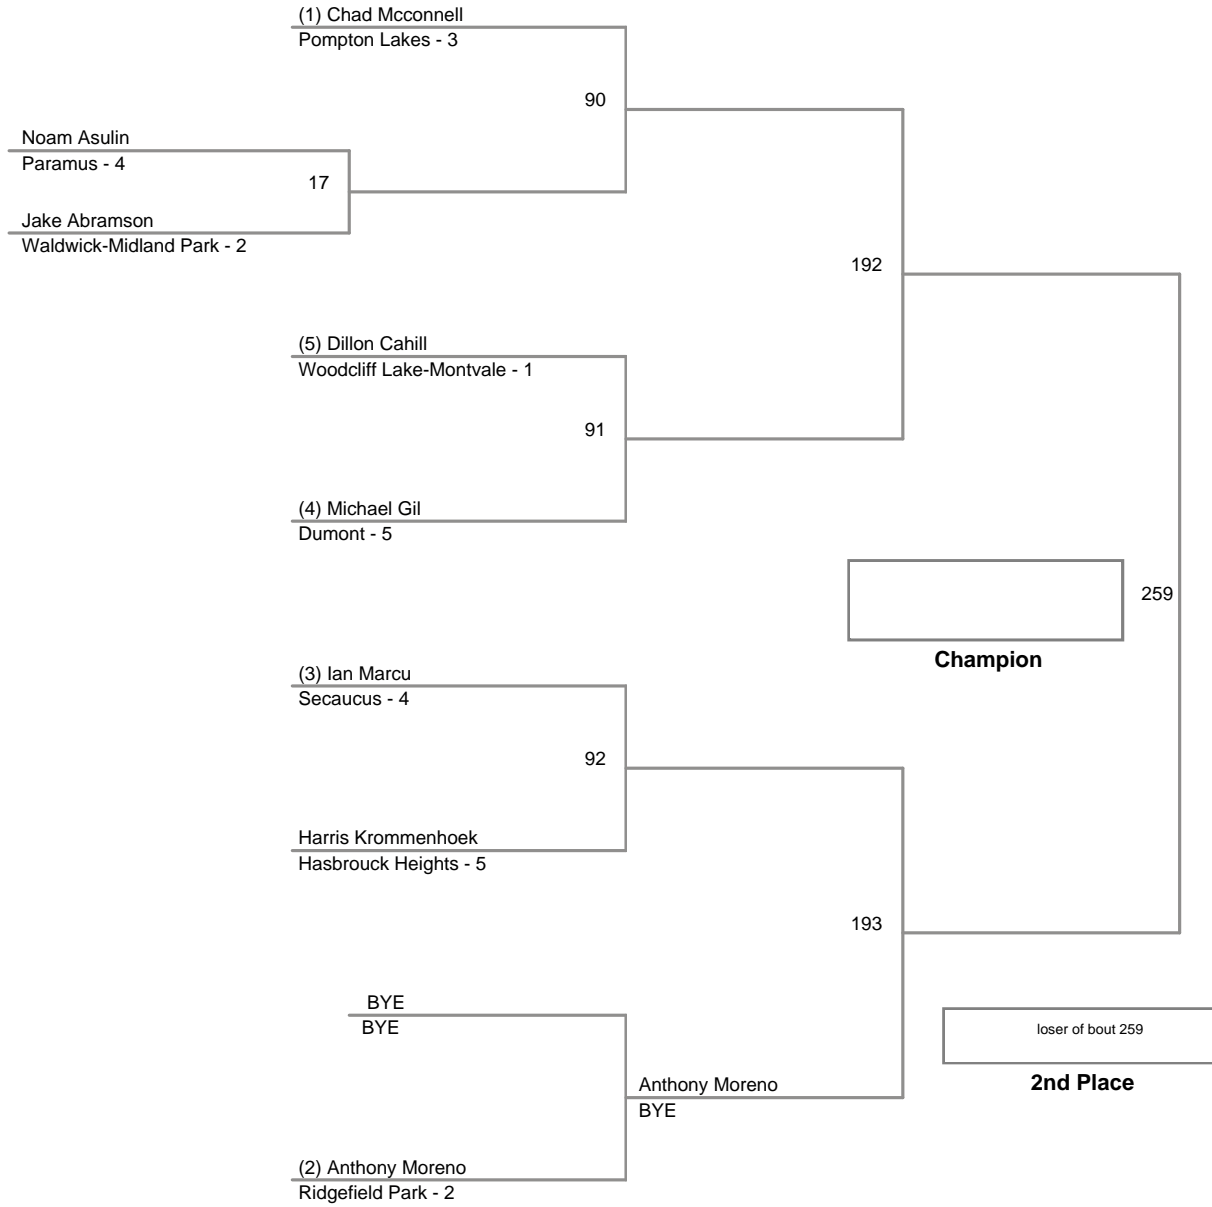 (1) Chad Mcconnell
Pompton Lakes - 3
90
Noam Asulin
Paramus - 4
17
Jake Abramson
Waldwick-Midland Park - 2
192
(5) Dillon Cahill
Woodcliff Lake-Montvale - 1
91
(4) Michael Gil
Dumont - 5
259
Champion
(3) Ian Marcu
Secaucus - 4
92
Harris Krommenhoek
Hasbrouck Heights - 5
193
BYE
BYE
loser of bout 259
2nd Place
Anthony Moreno
BYE
(2) Anthony Moreno
Ridgefield Park - 2